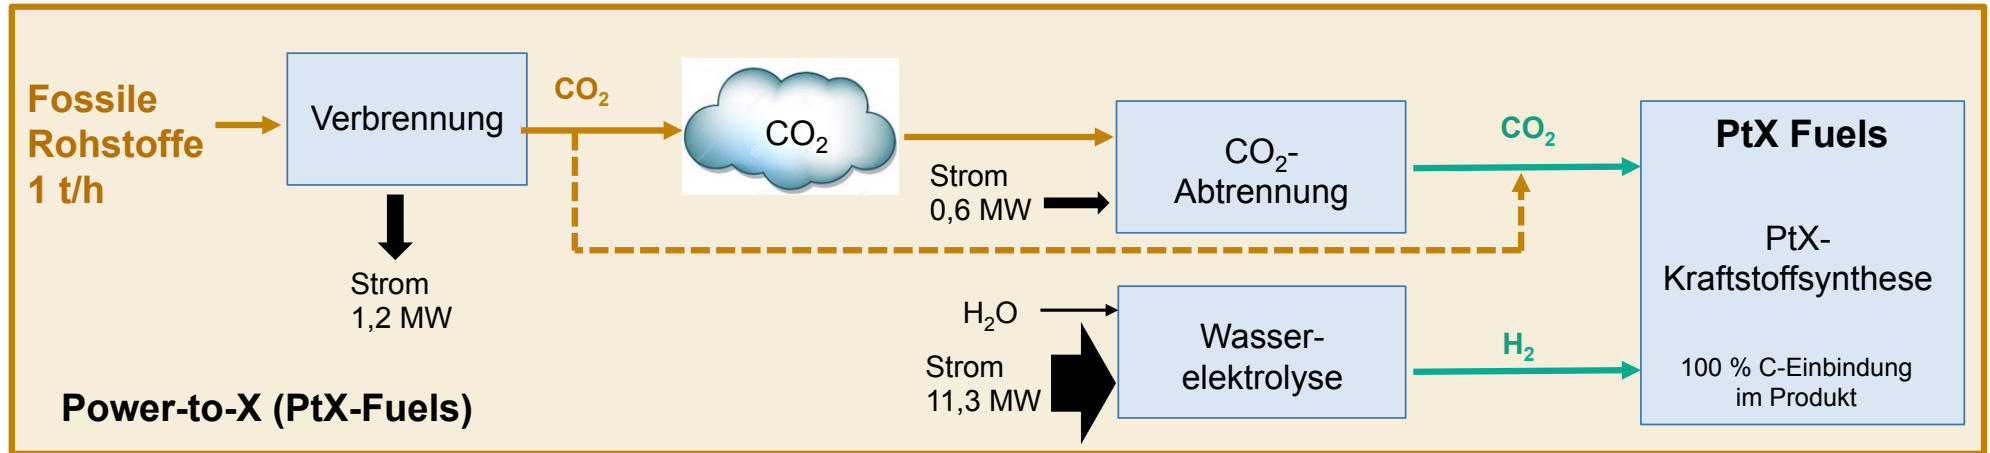 Fossile
Rohstoffe
1 t/h
Verbrennung
Strom
1,2 MW
CO₂
CO₂
Strom
0,6 MW
CO₂-
Abtrennung
CO₂
H₂O
Strom
11,3 MW
Wasser-
elektrolyse
H₂
PtX Fuels
PtX-
Kraftstoffsynthese
100 % C-Einbindung
im Produkt
Power-to-X (PtX-Fuels)